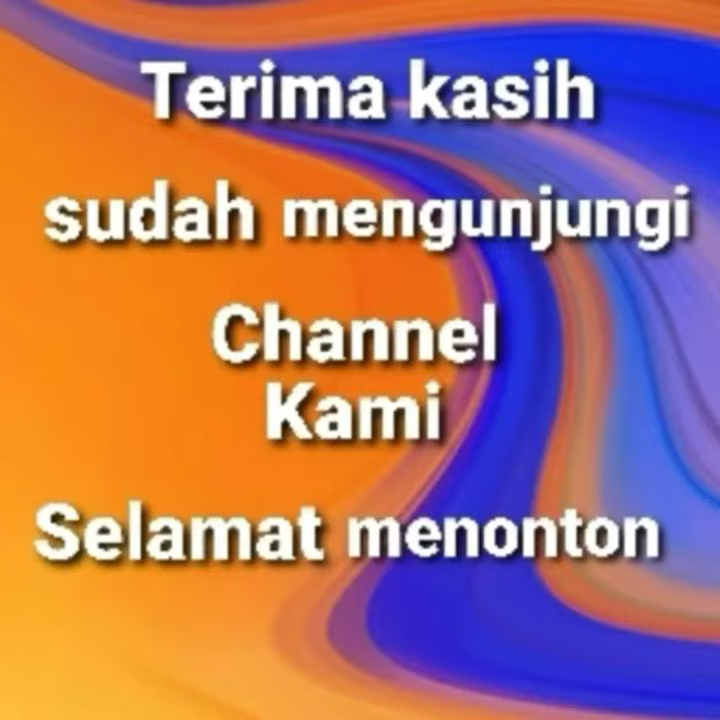 Terima kasih
sudah mengunjungi
Channel
Kami
Selamat menonton